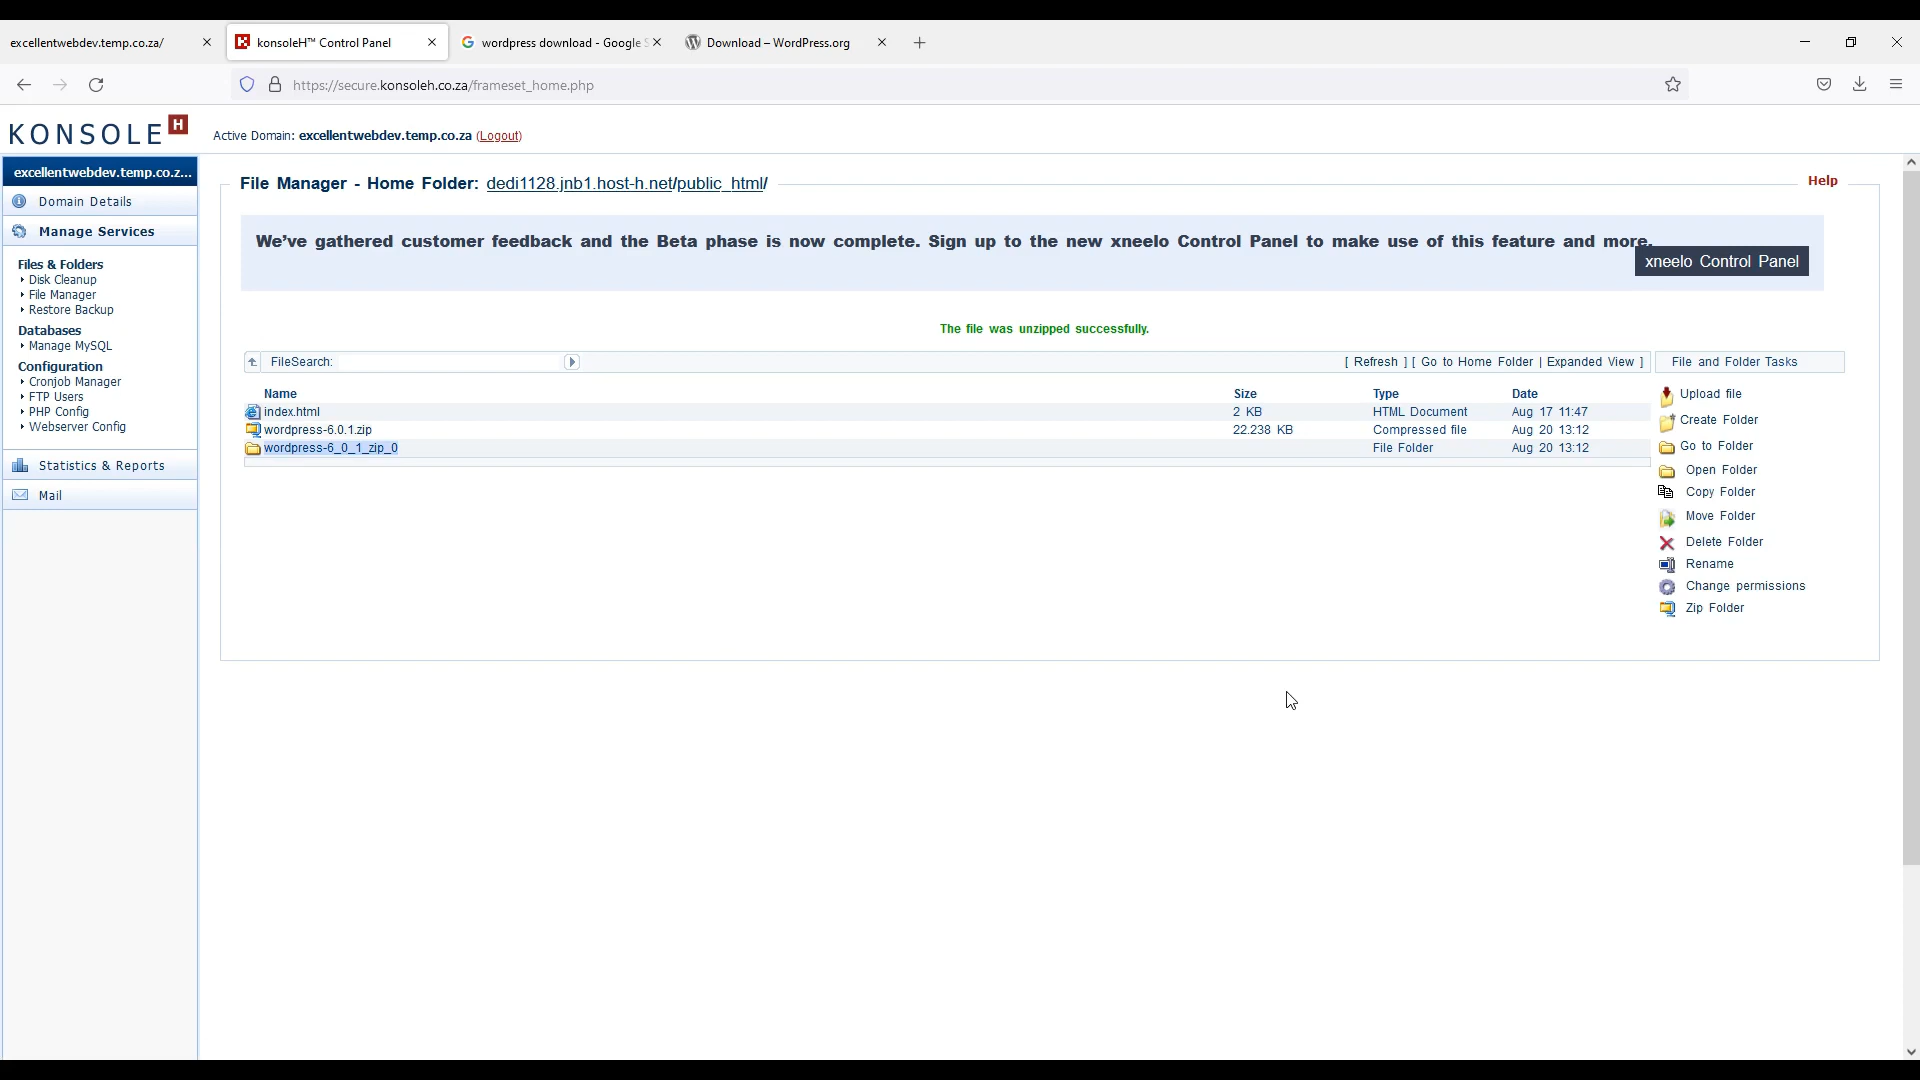 excellentwebdev.temp.co.za/
konsoleH™ Control Panel
wordpress download - Google S
Download – WordPress.org
https://secure.konsoleh.co.za/frameset_home.php
KONSOLE H
Active Domain: excellentwebdev.temp.co.za (Logout)
excellentwebdev.temp.co.z...
Domain Details
Manage Services
Files & Folders
Disk Cleanup
File Manager
Restore Backup
Databases
Manage MySQL
Configuration
Cronjob Manager
FTP Users
PHP Config
Webserver Config
Statistics & Reports
Mail
File Manager - Home Folder: dedi1128.jnb1.host-h.net/public_html/
Help
We've gathered customer feedback and the Beta phase is now complete. Sign up to the new xneelo Control Panel to make use of this feature and more.
xneelo Control Panel
The file was unzipped successfully.
FileSearch:
[ Refresh ] [ Go to Home Folder | Expanded View ]
Name Size Type Date
index.html 2 KB HTML Document Aug 17 11:47
wordpress-6.0.1.zip 22.238 KB Compressed file Aug 20 13:12
wordpress-6_0_1_zip_0 File Folder Aug 20 13:12
File and Folder Tasks
Upload file
Create Folder
Go to Folder
Open Folder
Copy Folder
Move Folder
Delete Folder
Rename
Change permissions
Zip Folder